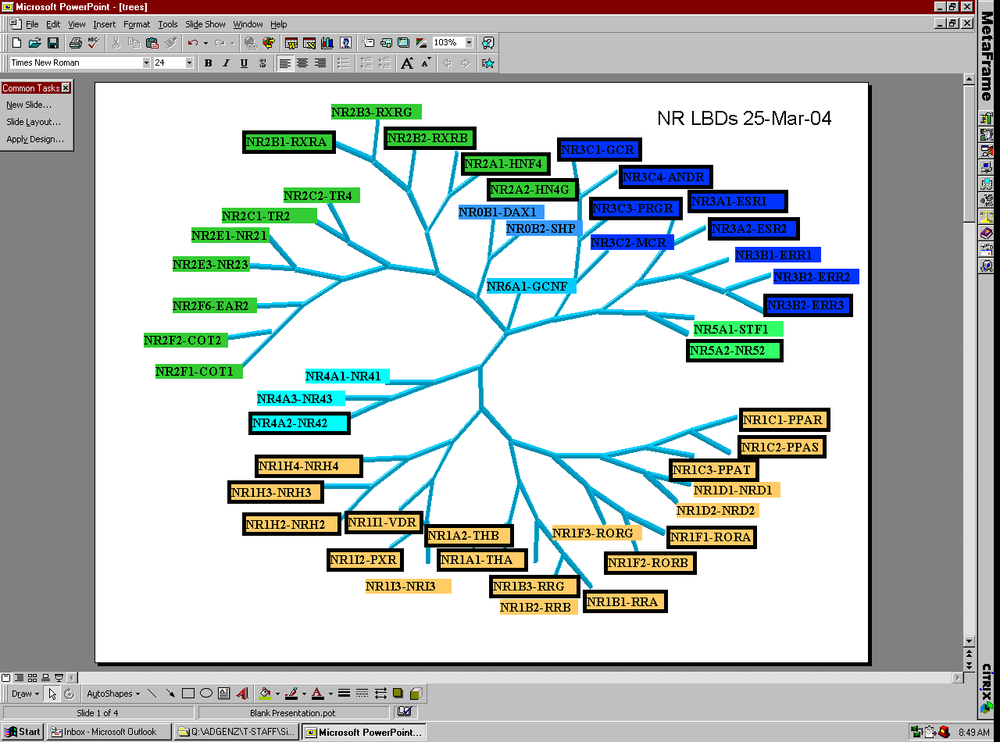 Microsoft PowerPoint - [trees]
File Edit View Insert Format Tools Slide Show Window Help
103%
Times New Roman 24 B I U S A A
Common Tasks
New Slide...
Slide Layout...
Apply Design...
MetaFrame
NR LBDs 25-Mar-04
NR2B3-RXRG
NR2B1-RXRA
NR2B2-RXRB
NR2A1-HNF4
NR2A2-HN4G
NR3C1-GCR
NR3C4-ANDR
NR2C2-TR4
NR2C1-TR2
NR0B1-DAX1
NR0B2-SHP
NR3C3-PRGR
NR3A1-ESR1
NR3A2-ESR2
NR2E1-NR21
NR3C2-MCR
NR3B1-ERR1
NR2E3-NR23
NR3B2-ERR2
NR6A1-GCNF
NR2F6-EAR2
NR3B2-ERR3
NR5A1-STF1
NR2F2-COT2
NR5A2-NR52
NR2F1-COT1
NR4A1-NR41
NR4A3-NR43
NR4A2-NR42
NR1C1-PPAR
NR1C2-PPAS
NR1H4-NRH4
NR1C3-PPAT
NR1H3-NRH3
NR1D1-NRD1
NR1D2-NRD2
NR1H2-NRH2
NR1I1-VDR
NR1A2-THB
NR1F3-RORG
NR1F1-RORA
NR1I2-PXR
NR1A1-THA
NR1F2-RORB
NR1I3-NRI3
NR1B3-RRG
NR1B2-RRB
NR1B1-RRA
Draw AutoShapes
Slide 1 of 4 Blank Presentation.pot
CITRIX
Start Inbox - Microsoft Outlook Q:\ADGENZ\T-STAFF\Si... Microsoft PowerPoint... 8:49 AM